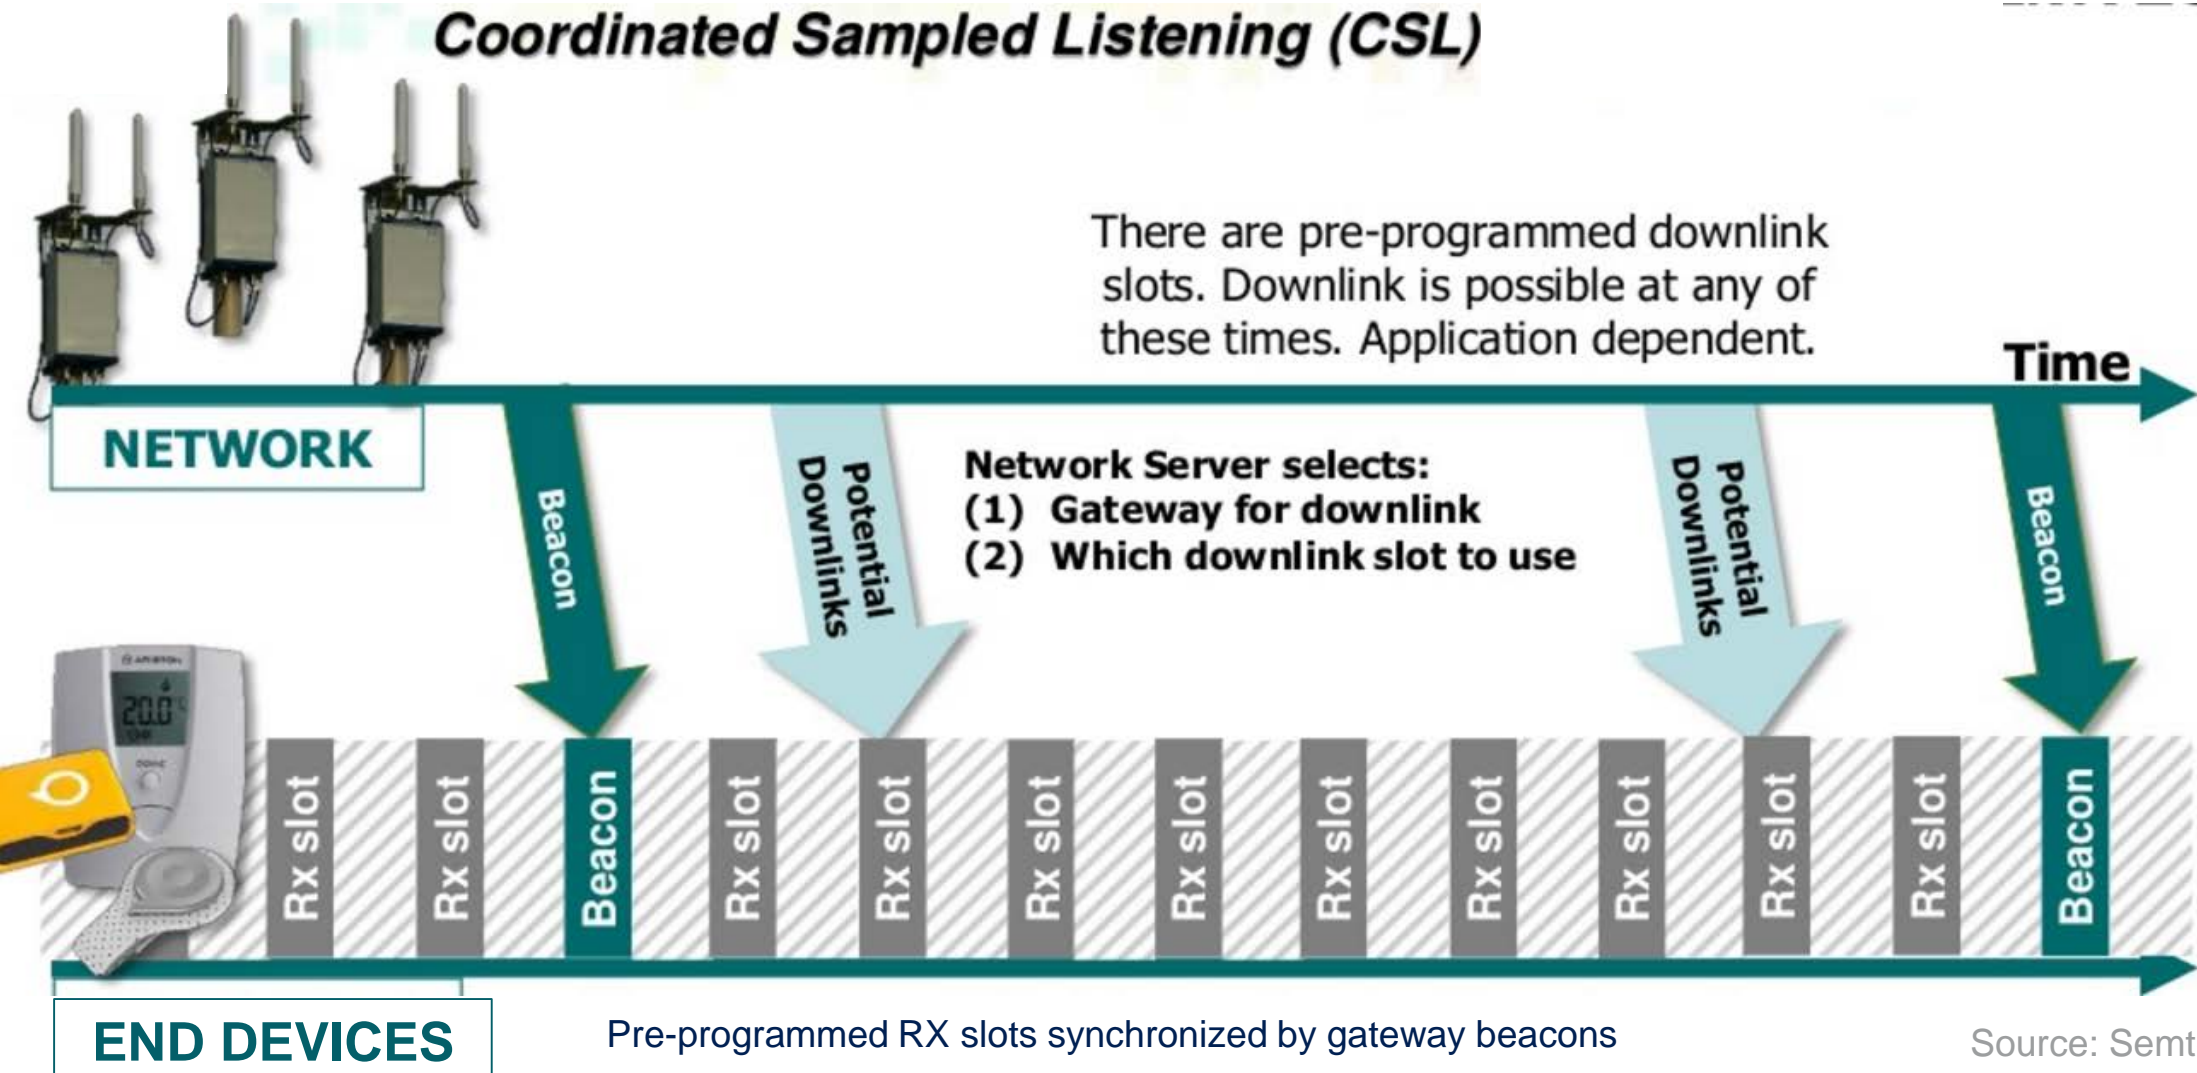 Coordinated Sampled Listening (CSL)
There are pre-programmed downlink
slots. Downlink is possible at any of
these times. Application dependent.
Time
NETWORK
Beacon
Potential
Downlinks
Network Server selects:
(1) Gateway for downlink
(2) Which downlink slot to use
Potential
Downlinks
Beacon
ARISTON
20.0°C
Rx slot
Rx slot
Beacon
Rx slot
Rx slot
Rx slot
Rx slot
Rx slot
Rx slot
Rx slot
Rx slot
Rx slot
Beacon
END DEVICES
Pre-programmed RX slots synchronized by gateway beacons
Source: Semt